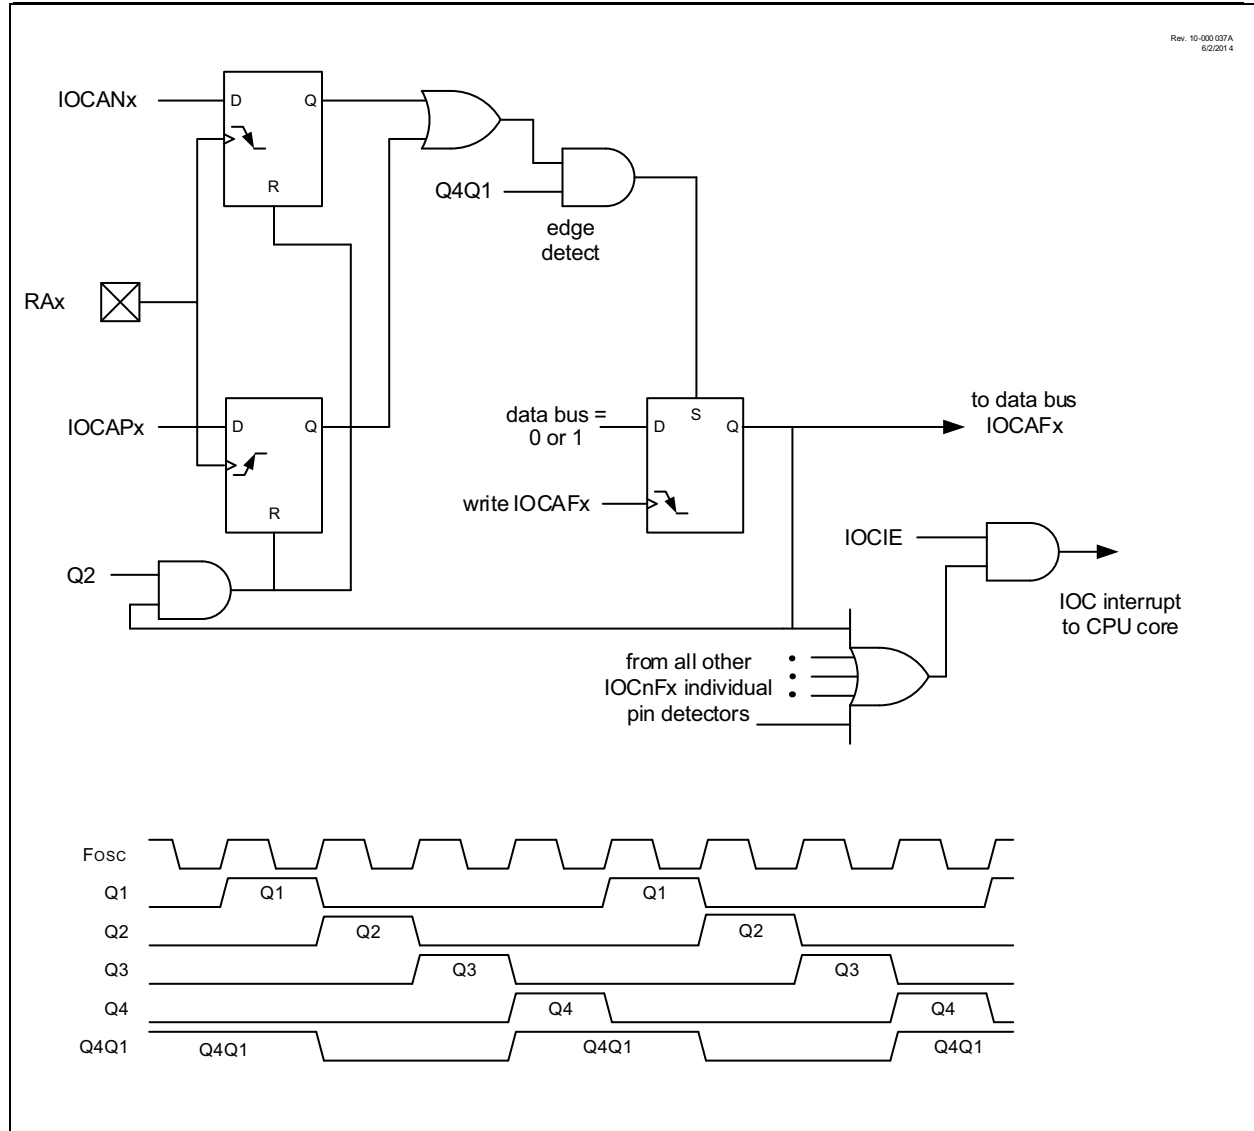 Rev. 10-000 037A
6/2/201 4
IOCANx
D
Q
R
Q4Q1
edge
detect
RAx
IOCAPx
D
Q
R
data bus =
0 or 1
S
D
Q
to data bus
IOCAFx
write IOCAFx
IOCIE
Q2
IOC interrupt
to CPU core
from all other
IOCnFx individual
pin detectors
FOSC
Q1
Q1
Q1
Q2
Q2
Q2
Q3
Q3
Q3
Q4
Q4
Q4
Q4Q1
Q4Q1
Q4Q1
Q4Q1